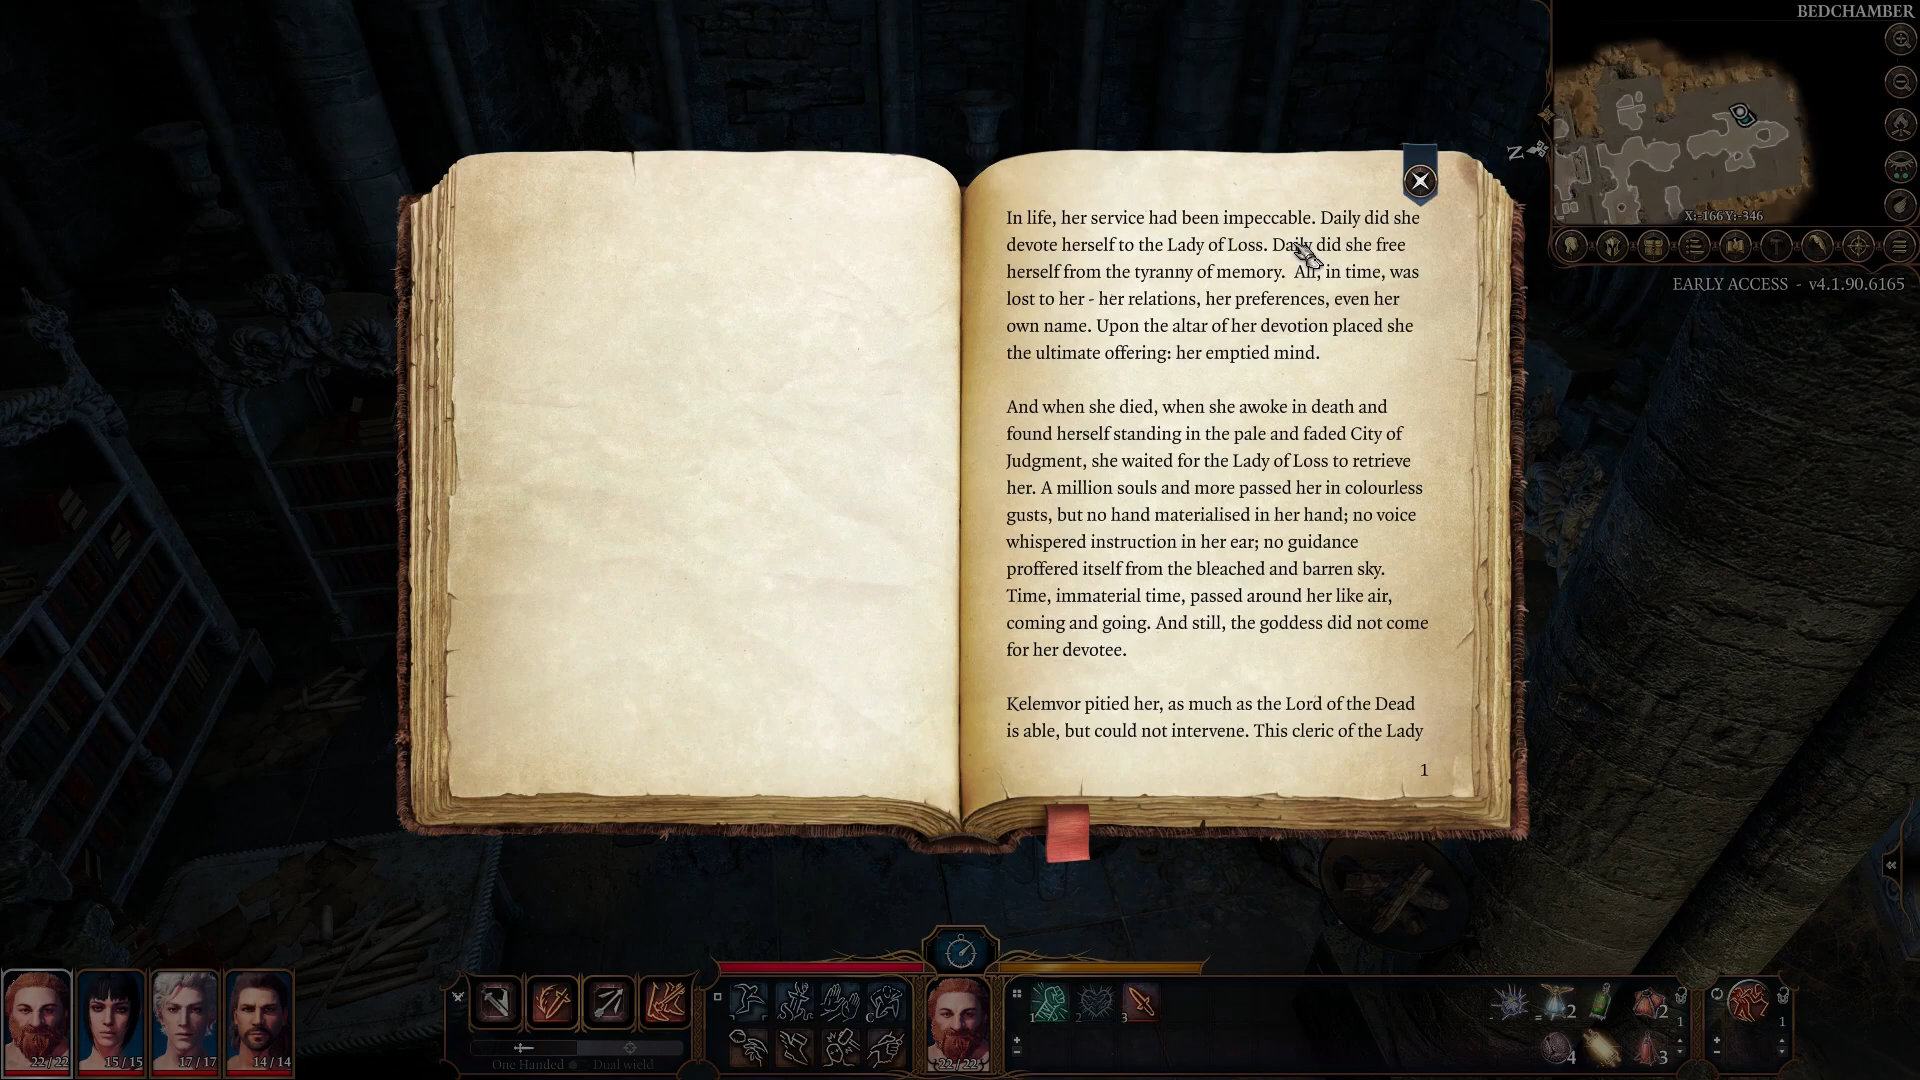 BEDCHAMBER
N
X:-166 Y:-346
EARLY ACCESS - v4.1.90.6165
In life, her service had been impeccable. Daily did she
devote herself to the Lady of Loss. Daily did she free
herself from the tyranny of memory.  All, in time, was
lost to her - her relations, her preferences, even her
own name. Upon the altar of her devotion placed she
the ultimate offering: her emptied mind.
And when she died, when she awoke in death and
found herself standing in the pale and faded City of
Judgment, she waited for the Lady of Loss to retrieve
her. A million souls and more passed her in colourless
gusts, but no hand materialised in her hand; no voice
whispered instruction in her ear; no guidance
proffered itself from the bleached and barren sky.
Time, immaterial time, passed around her like air,
coming and going. And still, the goddess did not come
for her devotee.
Kelemvor pitied her, as much as the Lord of the Dead
is able, but could not intervene. This cleric of the Lady
1
22/22
15/15
17/17
14/14
One Handed
Dual wield
C
22/22
1
2
3
2
/2
1
4
3
1